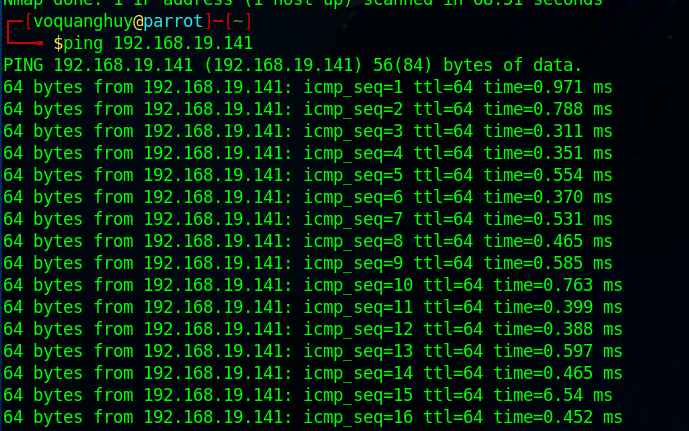 Nmap done: 1 IP address (1 host up) scanned in 68.51 seconds
[voquanghuy@parrot]─[~]
$ping 192.168.19.141
PING 192.168.19.141 (192.168.19.141) 56(84) bytes of data.
64 bytes from 192.168.19.141: icmp_seq=1 ttl=64 time=0.971 ms
64 bytes from 192.168.19.141: icmp_seq=2 ttl=64 time=0.788 ms
64 bytes from 192.168.19.141: icmp_seq=3 ttl=64 time=0.311 ms
64 bytes from 192.168.19.141: icmp_seq=4 ttl=64 time=0.351 ms
64 bytes from 192.168.19.141: icmp_seq=5 ttl=64 time=0.554 ms
64 bytes from 192.168.19.141: icmp_seq=6 ttl=64 time=0.370 ms
64 bytes from 192.168.19.141: icmp_seq=7 ttl=64 time=0.531 ms
64 bytes from 192.168.19.141: icmp_seq=8 ttl=64 time=0.465 ms
64 bytes from 192.168.19.141: icmp_seq=9 ttl=64 time=0.585 ms
64 bytes from 192.168.19.141: icmp_seq=10 ttl=64 time=0.763 ms
64 bytes from 192.168.19.141: icmp_seq=11 ttl=64 time=0.399 ms
64 bytes from 192.168.19.141: icmp_seq=12 ttl=64 time=0.388 ms
64 bytes from 192.168.19.141: icmp_seq=13 ttl=64 time=0.597 ms
64 bytes from 192.168.19.141: icmp_seq=14 ttl=64 time=0.465 ms
64 bytes from 192.168.19.141: icmp_seq=15 ttl=64 time=6.54 ms
64 bytes from 192.168.19.141: icmp_seq=16 ttl=64 time=0.452 ms